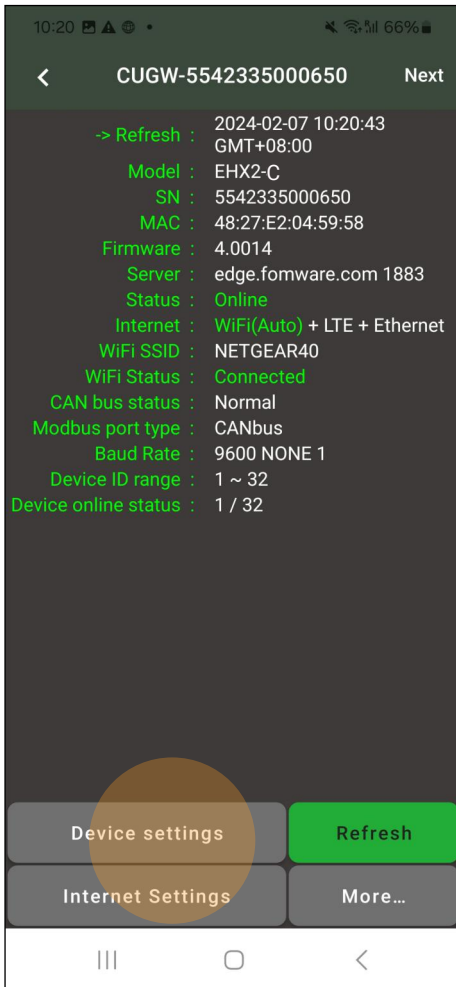 10:20 66%
CUGW-5542335000650 Next
-> Refresh : 2024-02-07 10:20:43
GMT+08:00
Model : EHX2-C
SN : 5542335000650
MAC : 48:27:E2:04:59:58
Firmware : 4.0014
Server : edge.fomware.com 1883
Status : Online
Internet : WiFi(Auto) + LTE + Ethernet
WiFi SSID : NETGEAR40
WiFi Status : Connected
CAN bus status : Normal
Modbus port type : CANbus
Baud Rate : 9600 NONE 1
Device ID range : 1 ~ 32
Device online status : 1 / 32
Device settings Refresh
Internet Settings More...